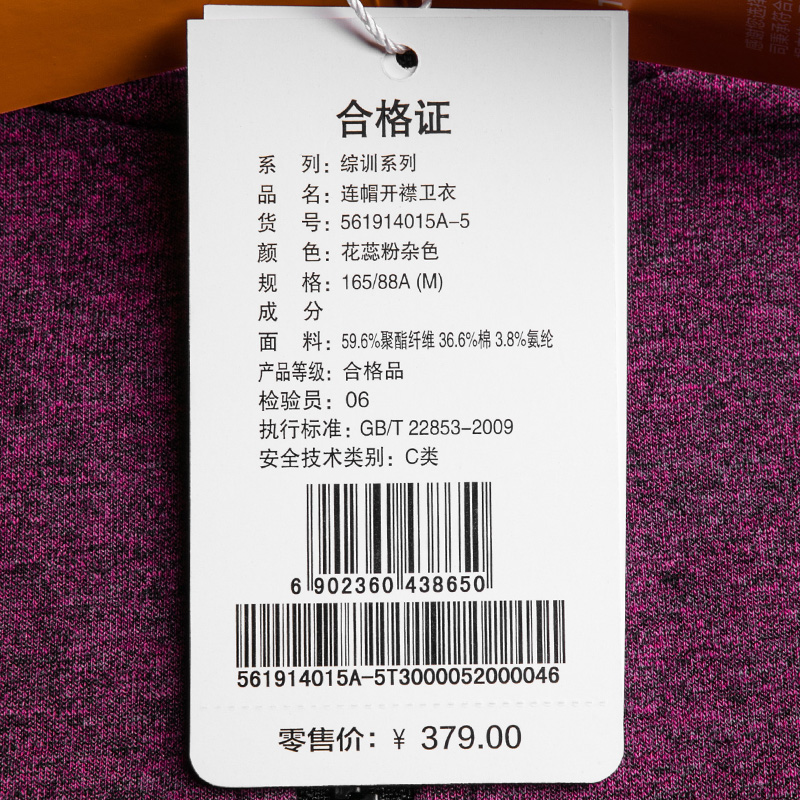 合格证
系 列：综训系列
品 名：连帽开襟卫衣
货 号：561914015A-5
颜 色：花蕊粉杂色
规 格：165/88A (M)
成 分
面 料：59.6%聚酯纤维 36.6%棉 3.8%氨纶
产品等级：合格品
检验员：06
执行标准：GB/T 22853-2009
安全技术类别：C类
6 902360 438650
561914015A-5T3000052000046
零售价：¥ 379.00